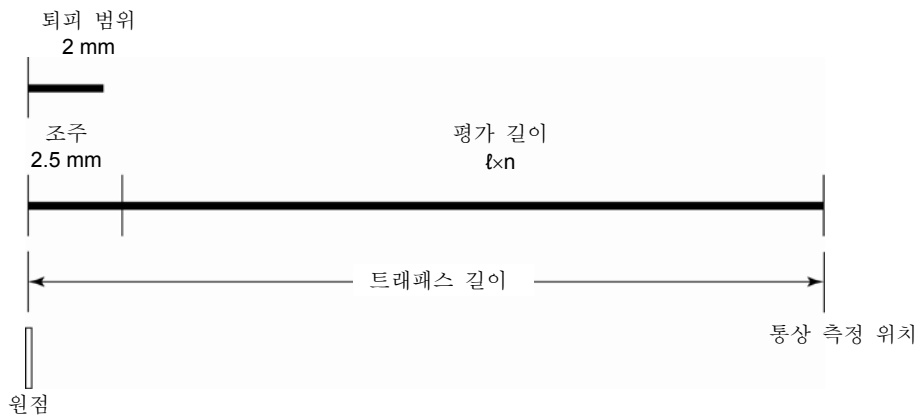 퇴피 범위
2 mm
조주
2.5 mm
평가 길이
ℓ×n
트래패스 길이
통상 측정 위치
원점